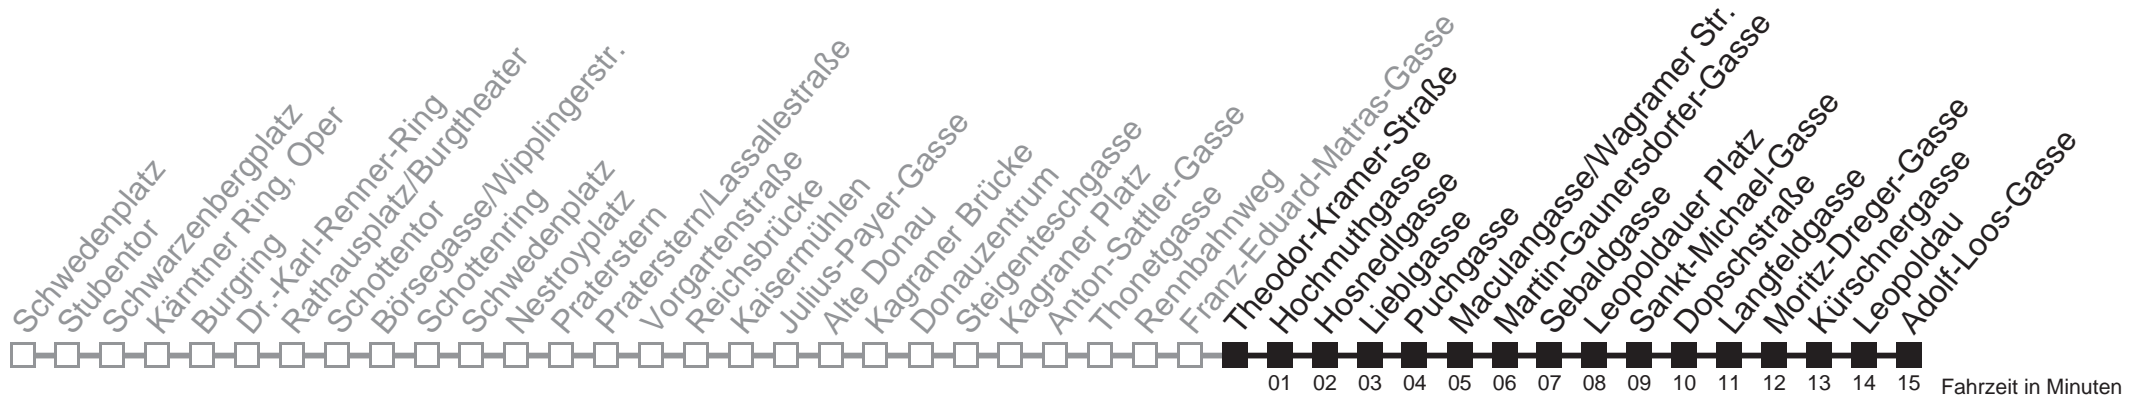 Schwedenplatz
Stubentor
Schwarzenbergplatz
Kärntner Ring, Oper
Burgring
Dr.-Karl-Renner-Ring
Rathausplatz/Burgtheater
Schottentor
Börsegasse/Wipplingerstr.
Schottenring
Schwedenplatz
Nestroyplatz
Praterstern
Praterstern/Lassallestraße
Vorgartenstraße
Reichsbrücke
Kaisermühlen
Julius-Payer-Gasse
Alte Donau
Kagraner Brücke
Donauzentrum
Steigenteschgasse
Kagraner Platz
Anton-Sattler-Gasse
Thonetgasse
Rennbahnweg
Franz-Eduard-Matras-Gasse
Theodor-Kramer-Straße
Hochmuthgasse
Hosnedlgasse
Lieblgasse
Puchgasse
Maculangasse/Wagramer Str.
Martin-Gaunersdorfer-Gasse
Sebaldgasse
Leopoldauer Platz
Sankt-Michael-Gasse
Dopschstraße
Langfeldgasse
Moritz-Dreger-Gasse
Kürschnergasse
Leopoldau
Adolf-Loos-Gasse
01 02 03 04 05 06 07 08 09 10 11 12 13 14 15 Fahrzeit in Minuten